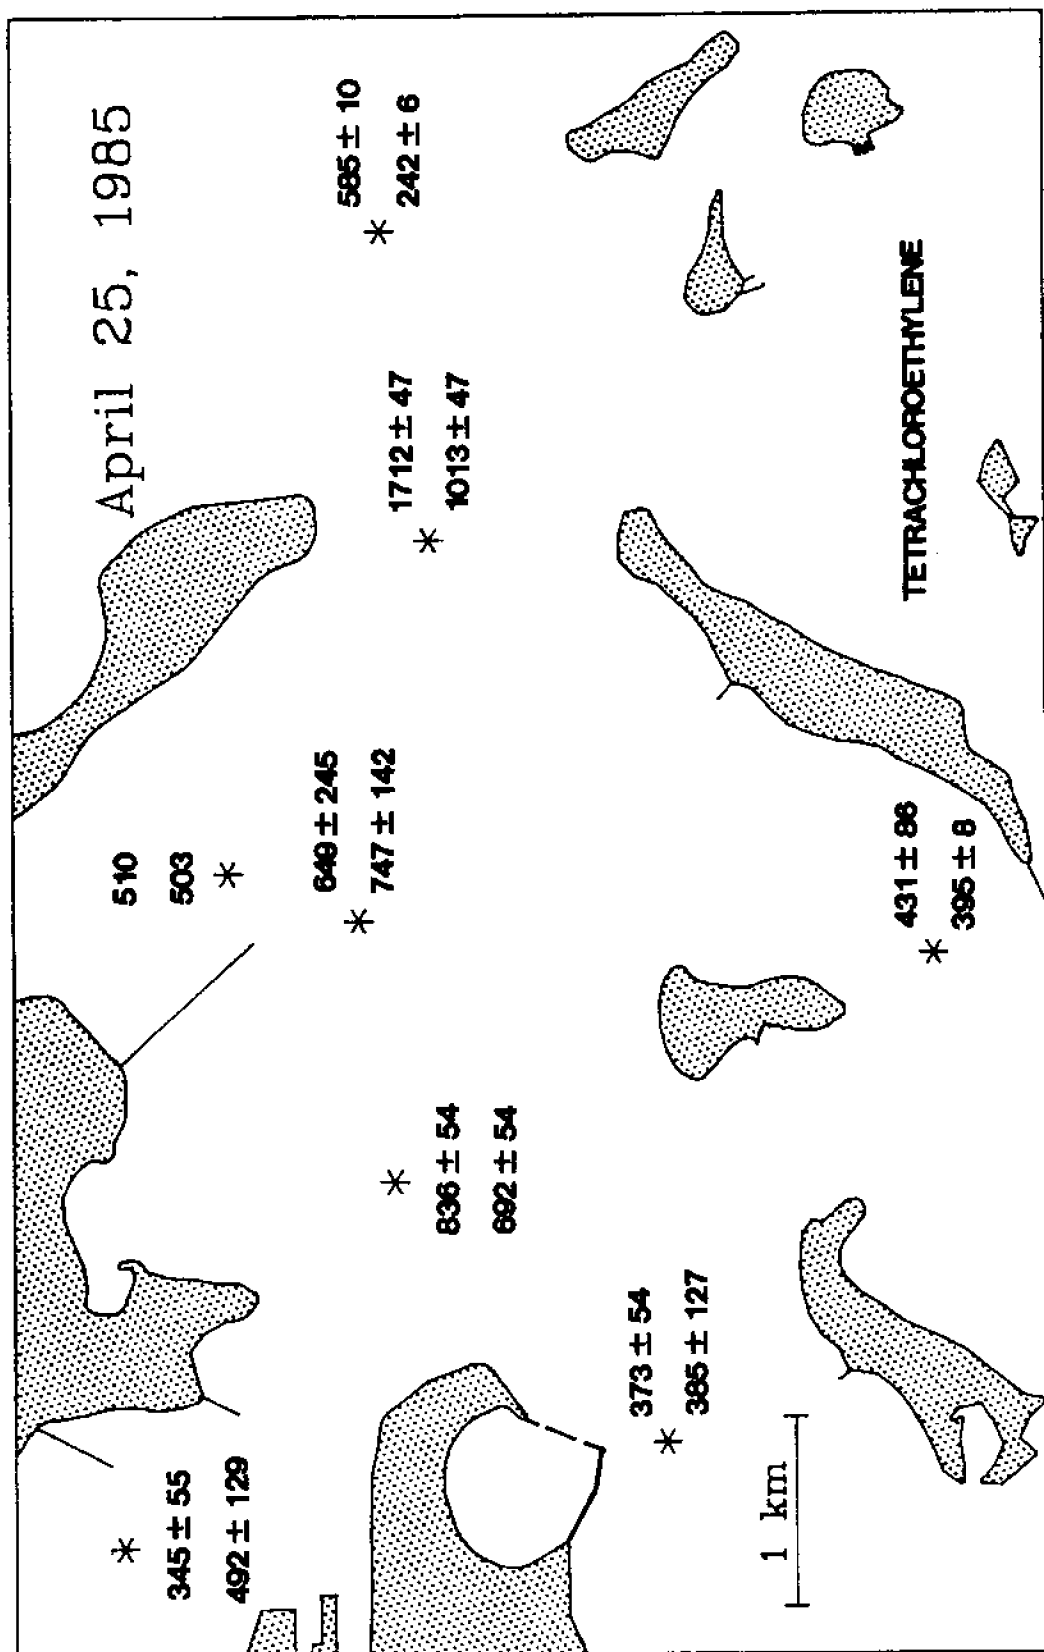 April 25, 1985
585 ± 10
242 ± 6
1712 ± 47
1013 ± 47
510
503
649 ± 245
747 ± 142
836 ± 54
692 ± 54
345 ± 55
492 ± 129
373 ± 54
385 ± 127
431 ± 86
395 ± 8
TETRACHLOROETHYLENE
1 km